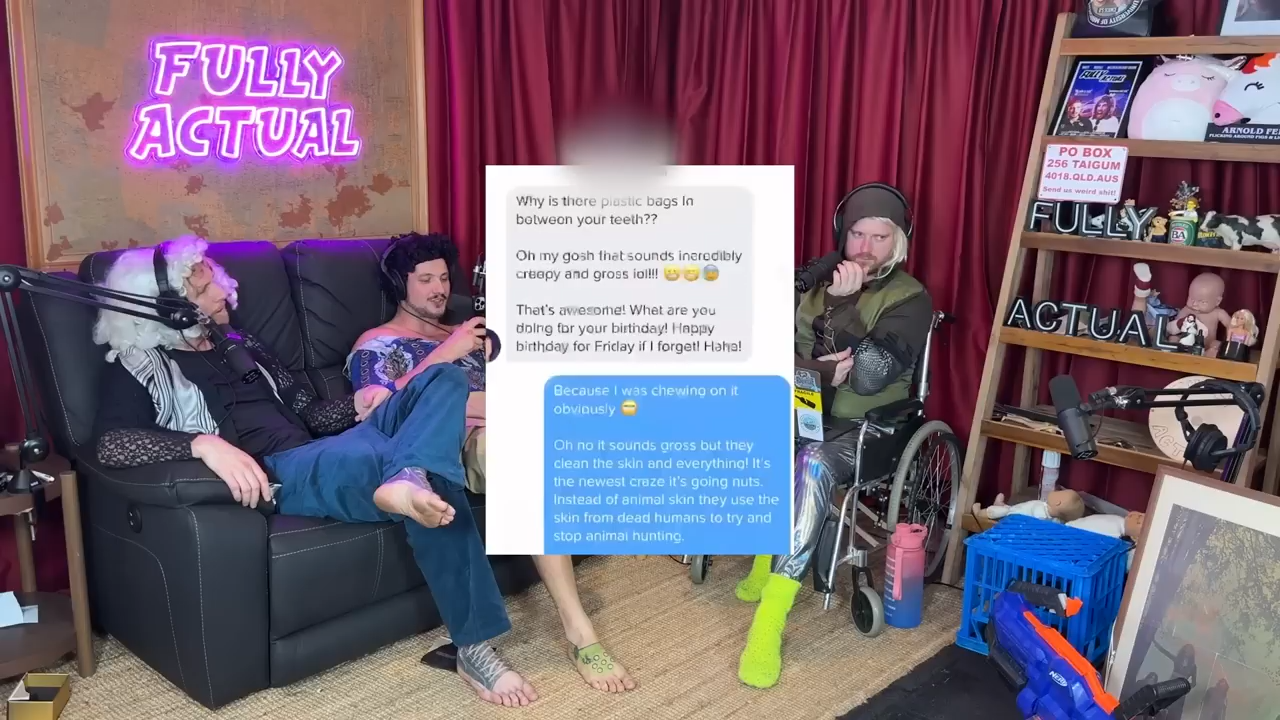 FULLY
ACTUAL
Why is there plastic bags in
between your teeth??
Oh my gosh that sounds incredibly
creepy and gross lol!!! 😬😬😰
That's awesome! What are you
doing for your birthday! Happy
birthday for Friday if I forget! Haha!
Because I was chewing on it
obviously 😁
Oh no it sounds gross but they
clean the skin and everything! It's
the newest craze it's going nuts.
Instead of animal skin they use the
skin from dead humans to try and
stop animal hunting.
FULLY
ACTUAL
ARNOLD
PO BOX
256 TAIGUM
4018.QLD.AUS
Send us weird shit!
FULLY
ACTUAL
NERF